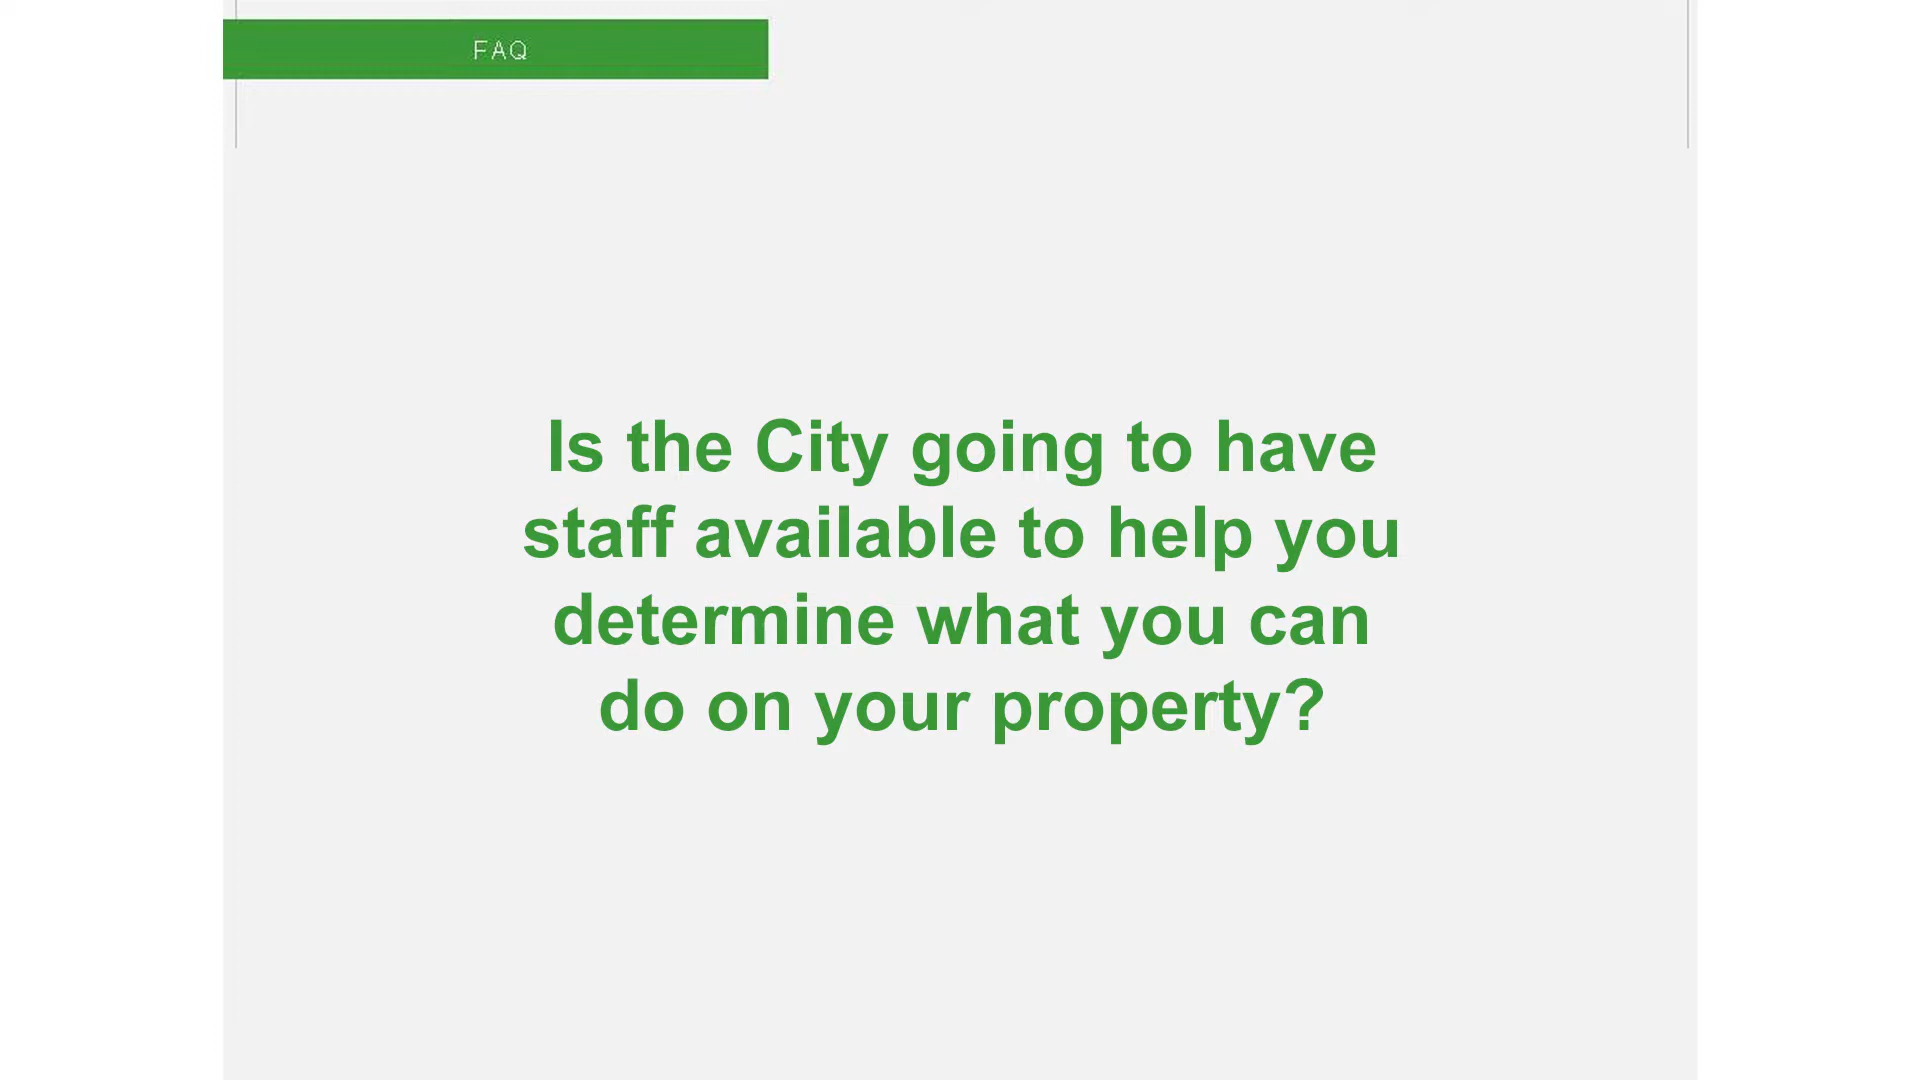 FAQ
Is the City going to have
staff available to help you
determine what you can
do on your property?